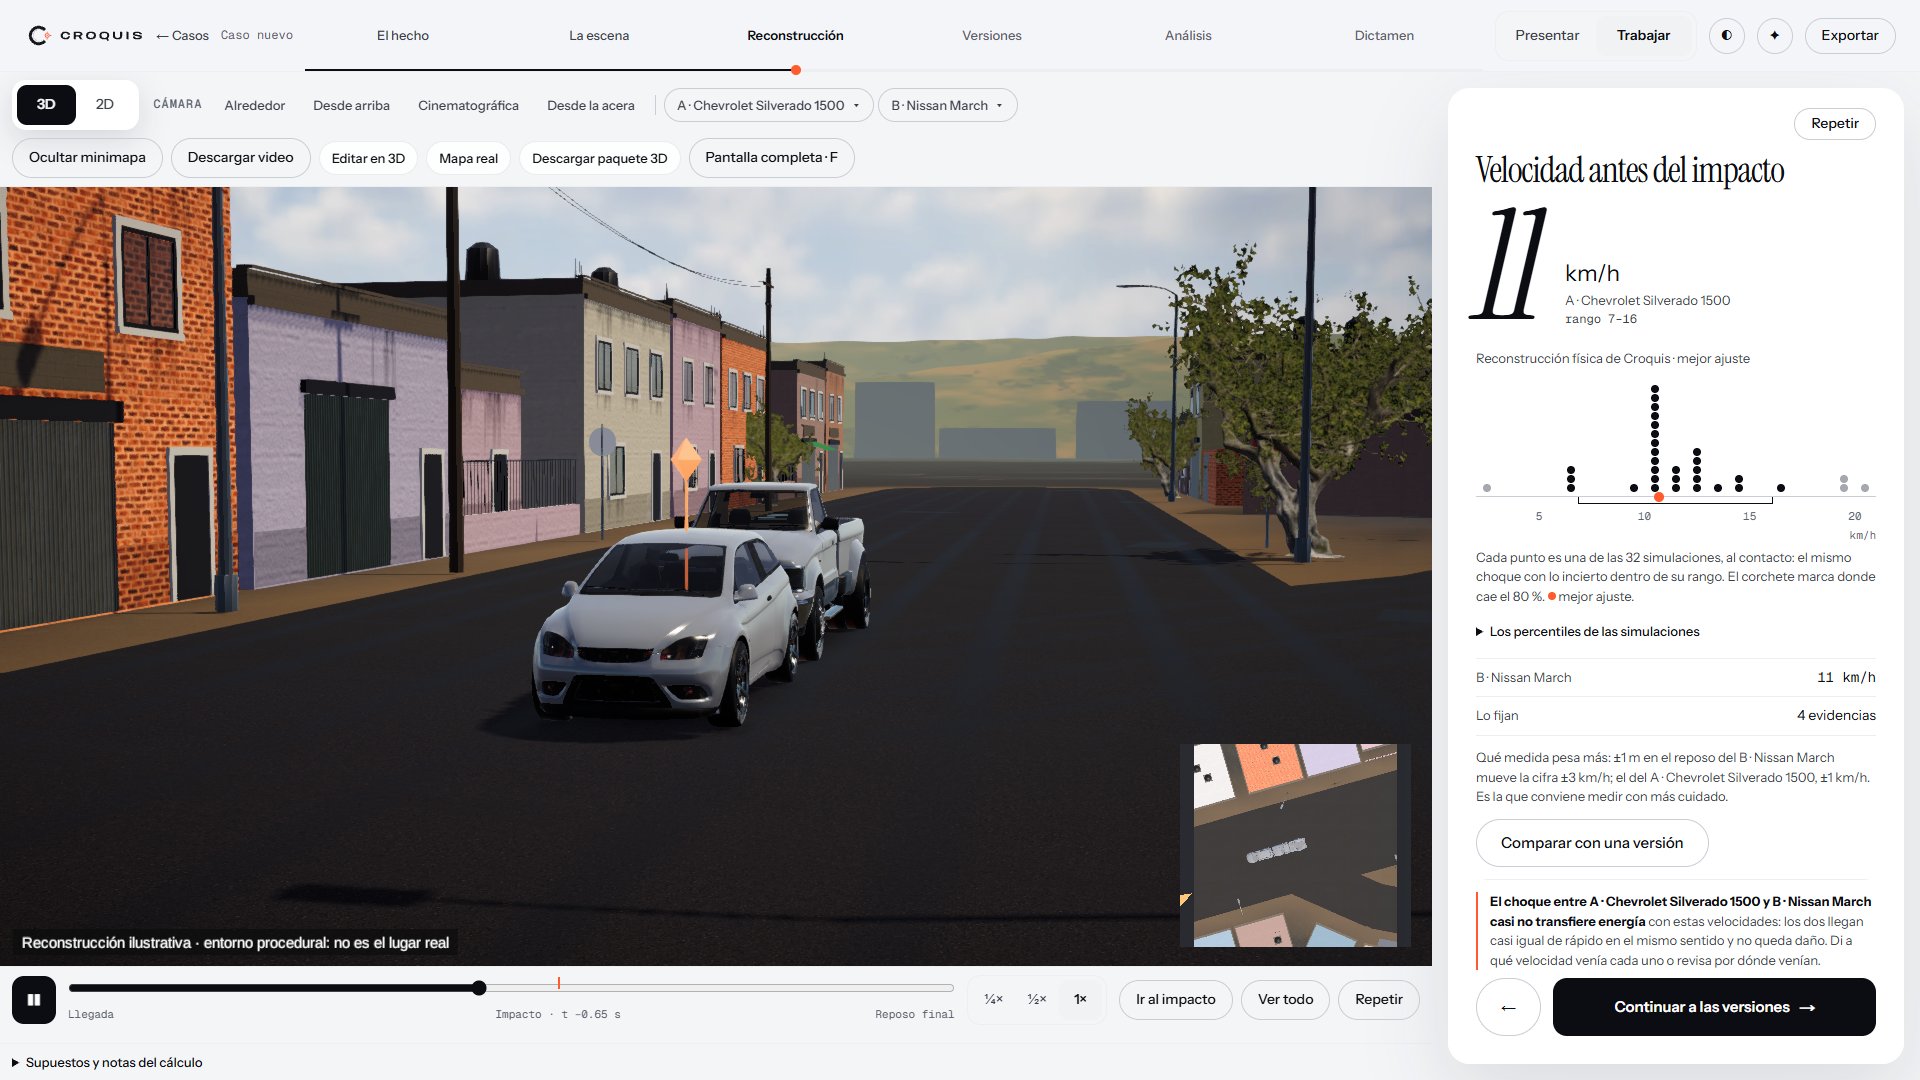 CROQUIS
← Casos
Caso nuevo
El hecho
La escena
Reconstrucción
Versiones
Análisis
Dictamen
Presentar
Trabajar
Exportar
3D
2D
CÁMARA
Alrededor
Desde arriba
Cinematográfica
Desde la acera
A · Chevrolet Silverado 1500
B · Nissan March
Ocultar minimapa
Descargar video
Editar en 3D
Mapa real
Descargar paquete 3D
Pantalla completa · F
Reconstrucción ilustrativa · entorno procedural: no es el lugar real
Llegada
Impacto · t −0.65 s
Reposo final
¼×
½×
1×
Ir al impacto
Ver todo
Repetir
Supuestos y notas del cálculo
Repetir
Velocidad antes del impacto
11
km/h
A · Chevrolet Silverado 1500
rango 7–16
Reconstrucción física de Croquis · mejor ajuste
5
10
15
20
km/h
Cada punto es una de las 32 simulaciones, al contacto: el mismo
choque con lo incierto dentro de su rango. El corchete marca donde
cae el 80 %. mejor ajuste.
Los percentiles de las simulaciones
B · Nissan March
11 km/h
Lo fijan
4 evidencias
Qué medida pesa más: ±1 m en el reposo del B · Nissan March
mueve la cifra ±3 km/h; el del A · Chevrolet Silverado 1500, ±1 km/h.
Es la que conviene medir con más cuidado.
Comparar con una versión
El choque entre A · Chevrolet Silverado 1500 y B · Nissan March
casi no transfiere energía con estas velocidades: los dos llegan
casi igual de rápido en el mismo sentido y no queda daño. Di a
qué velocidad venía cada uno o revisa por dónde venían.
←
Continuar a las versiones →